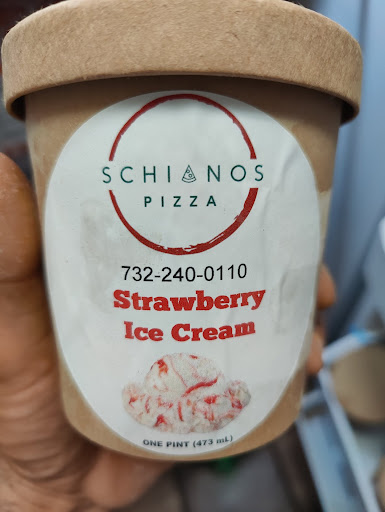 SCHIANOS
PIZZA
732-240-0110
Strawberry
Ice Cream
ONE PINT (473 mL)